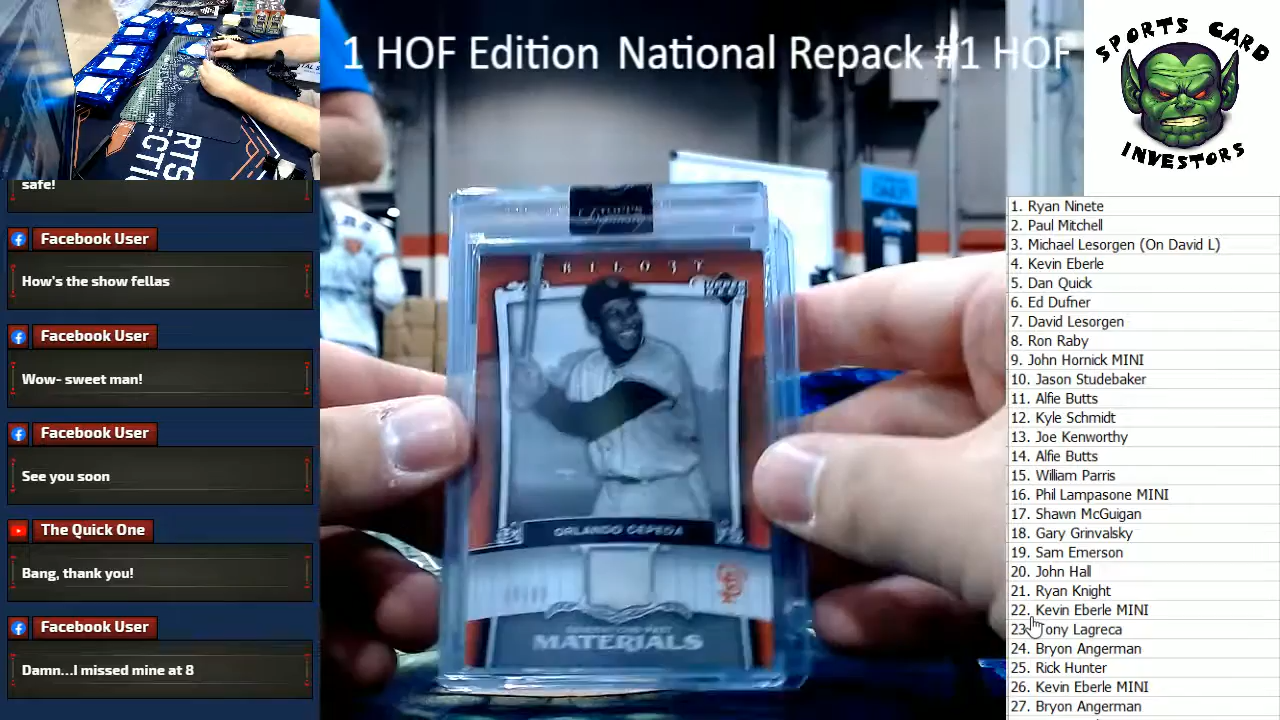 1 HOF Edition National Repack #1 HOF
SPORTS CARD
INVESTORS
safe!
Facebook User
How's the show fellas
Facebook User
Wow- sweet man!
Facebook User
See you soon
The Quick One
Bang, thank you!
Facebook User
Damn...I missed mine at 8
ORLANDO CEPEDA
MATERIALS
1. Ryan Ninete
2. Paul Mitchell
3. Michael Lesorgen (On David L)
4. Kevin Eberle
5. Dan Quick
6. Ed Dufner
7. David Lesorgen
8. Ron Raby
9. John Hornick MINI
10. Jason Studebaker
11. Alfie Butts
12. Kyle Schmidt
13. Joe Kenworthy
14. Alfie Butts
15. William Parris
16. Phil Lampasone MINI
17. Shawn McGuigan
18. Gary Grinvalsky
19. Sam Emerson
20. John Hall
21. Ryan Knight
22. Kevin Eberle MINI
23. Tony Lagreca
24. Bryon Angerman
25. Rick Hunter
26. Kevin Eberle MINI
27. Bryon Angerman